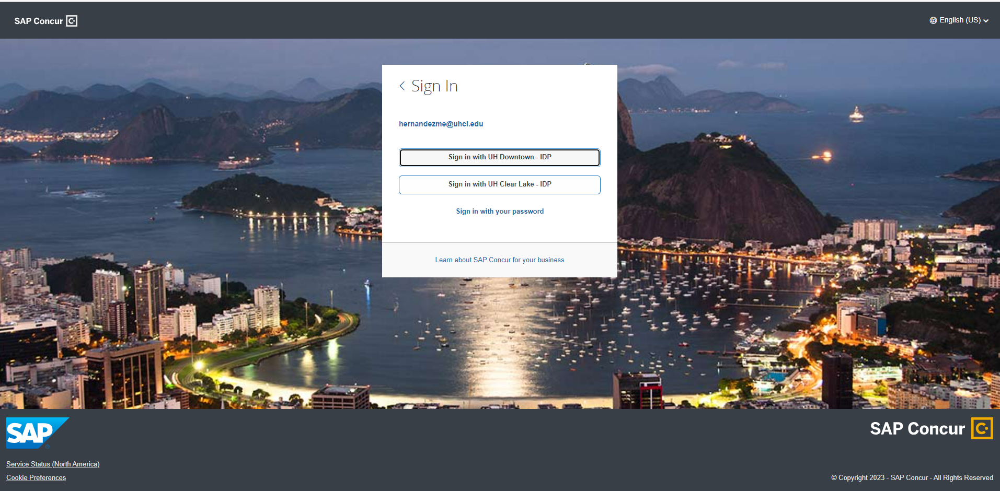 SAP Concur
English (US)
Sign In
hernandezme@uhcl.edu
Sign in with UH Downtown - IDP
Sign in with UH Clear Lake - IDP
Sign in with your password
Learn about SAP Concur for your business
SAP
®
SAP Concur
Service Status (North America)
Cookie Preferences
© Copyright 2023 - SAP Concur - All Rights Reserved